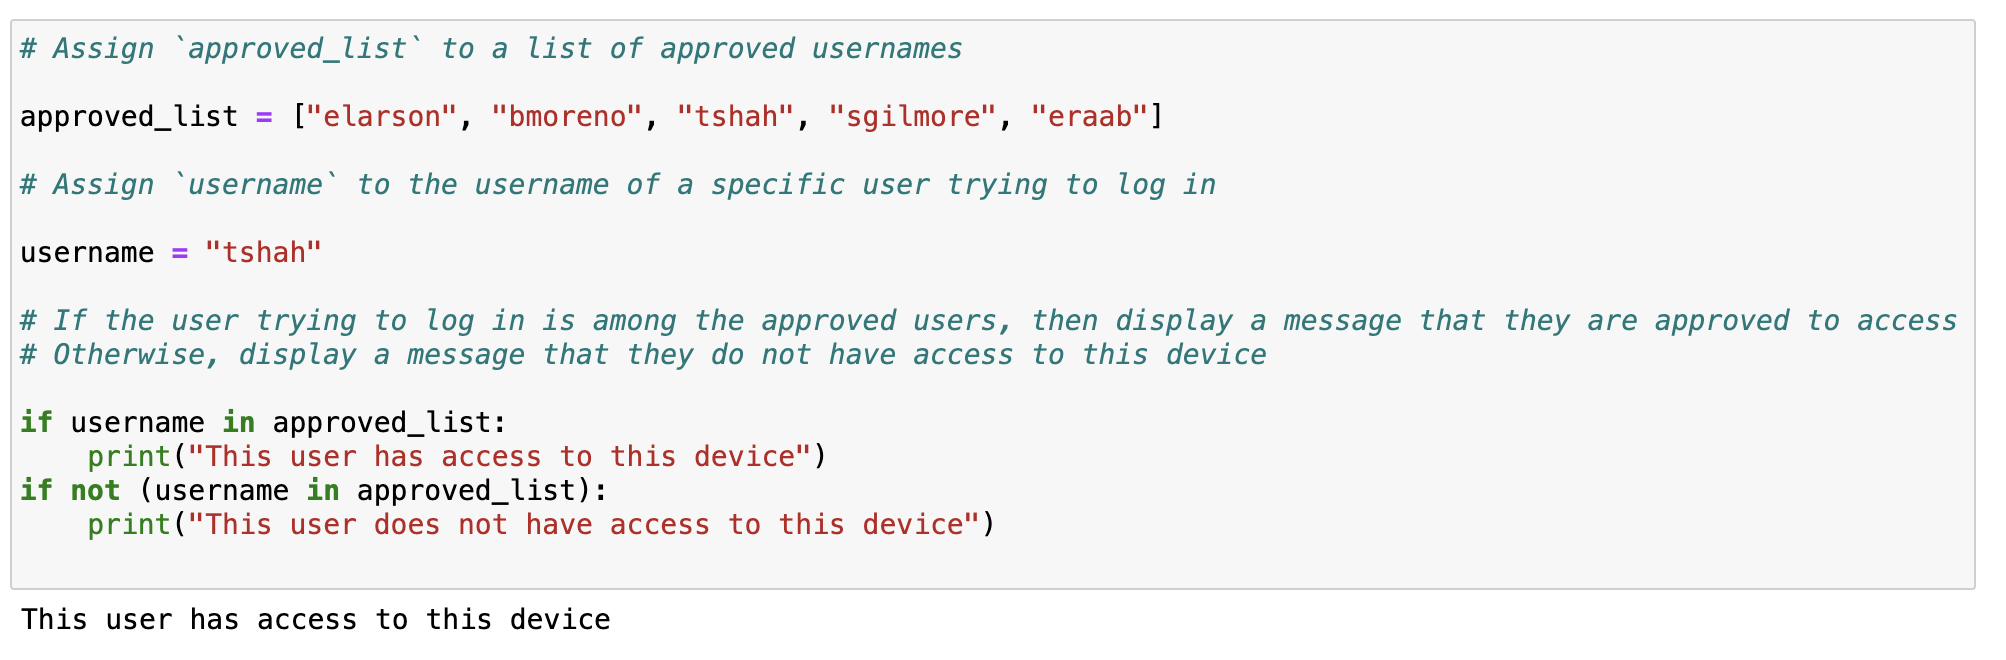 # Assign `approved_list` to a list of approved usernames
approved_list = ["elarson", "bmoreno", "tshah", "sgilmore", "eraab"]
# Assign `username` to the username of a specific user trying to log in
username = "tshah"
# If the user trying to log in is among the approved users, then display a message that they are approved to access
# Otherwise, display a message that they do not have access to this device
if username in approved_list:
    print("This user has access to this device")
if not (username in approved_list):
    print("This user does not have access to this device")
This user has access to this device